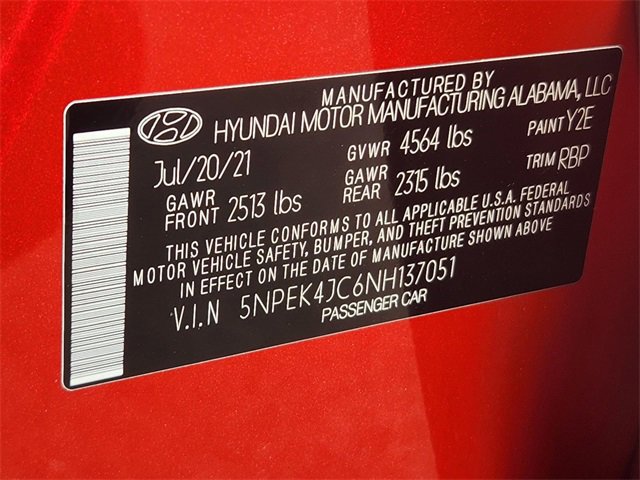 MANUFACTURED BY
HYUNDAI MOTOR MANUFACTURING ALABAMA, LLC
Jul/20/21 GVWR 4564 lbs PAINT Y2E
GAWR FRONT 2513 lbs GAWR REAR 2315 lbs TRIM RBP
THIS VEHICLE CONFORMS TO ALL APPLICABLE U.S.A. FEDERAL
MOTOR VEHICLE SAFETY, BUMPER, AND THEFT PREVENTION STANDARDS
IN EFFECT ON THE DATE OF MANUFACTURE SHOWN ABOVE
V.I.N 5NPEK4JC6NH137051
PASSENGER CAR